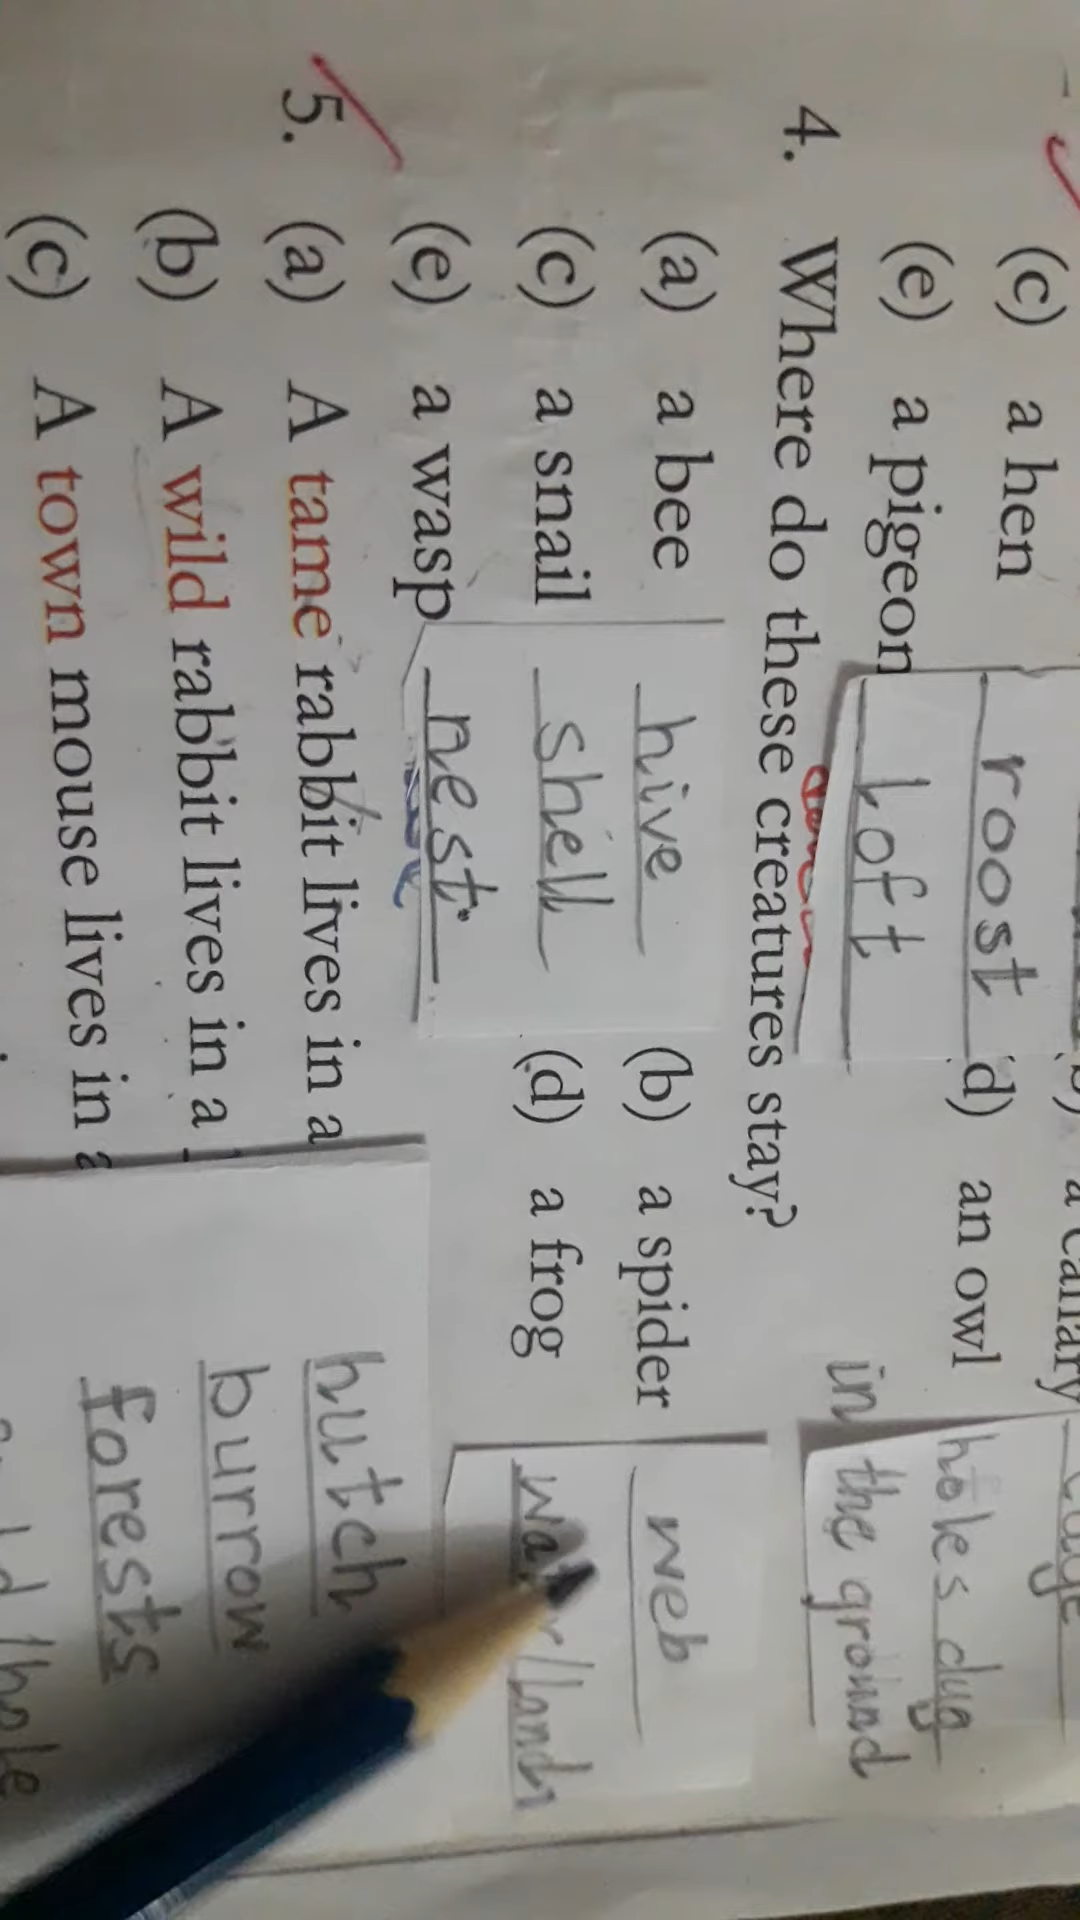 a canary
(c) a hen roost d) an owl holes dug
(e) a pigeon Loft in the ground
4. Where do these creatures stay?
(a) a bee hive (b) a spider web
(c) a snail shell (d) a frog
(e) a wasp nest.
5. (a) A tame rabbit lives in a hutch
(b) A wild rabbit lives in a burrow
(c) A town mouse lives in a forests